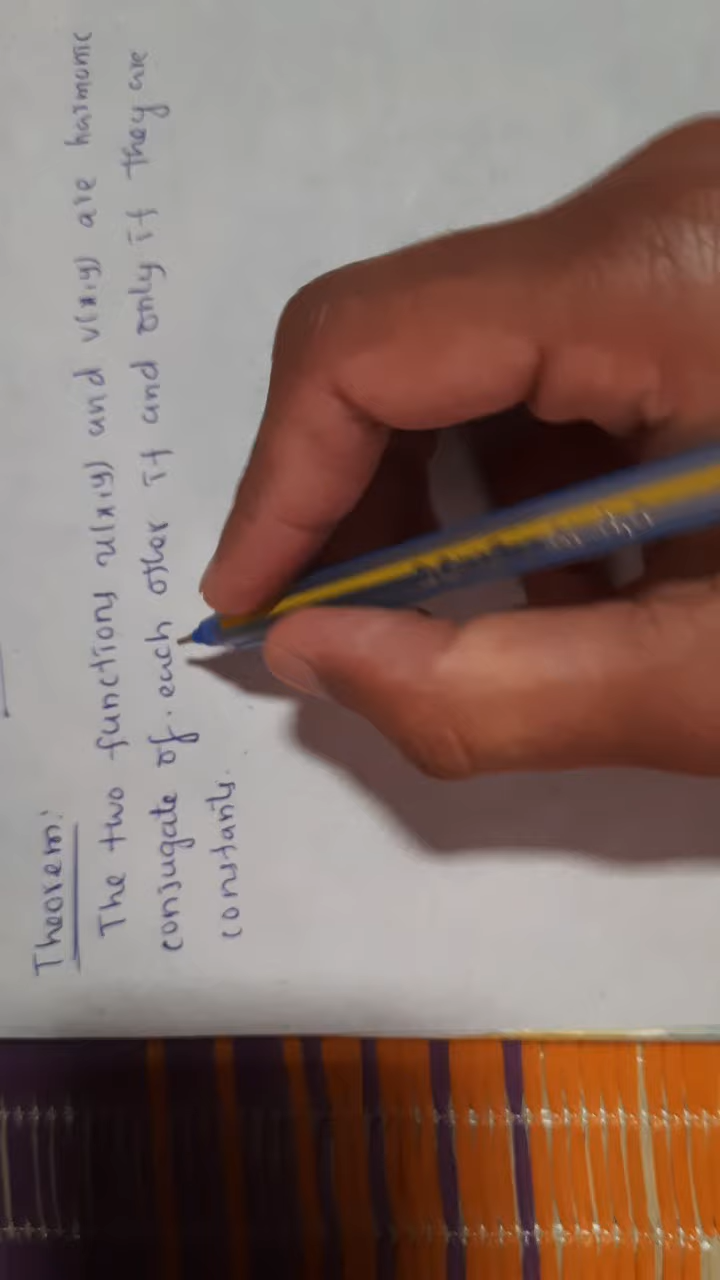 Theorem:
The two functions u(x,y) and v(x,y) are harmonic
conjugate of each other if and only if they are
constants.